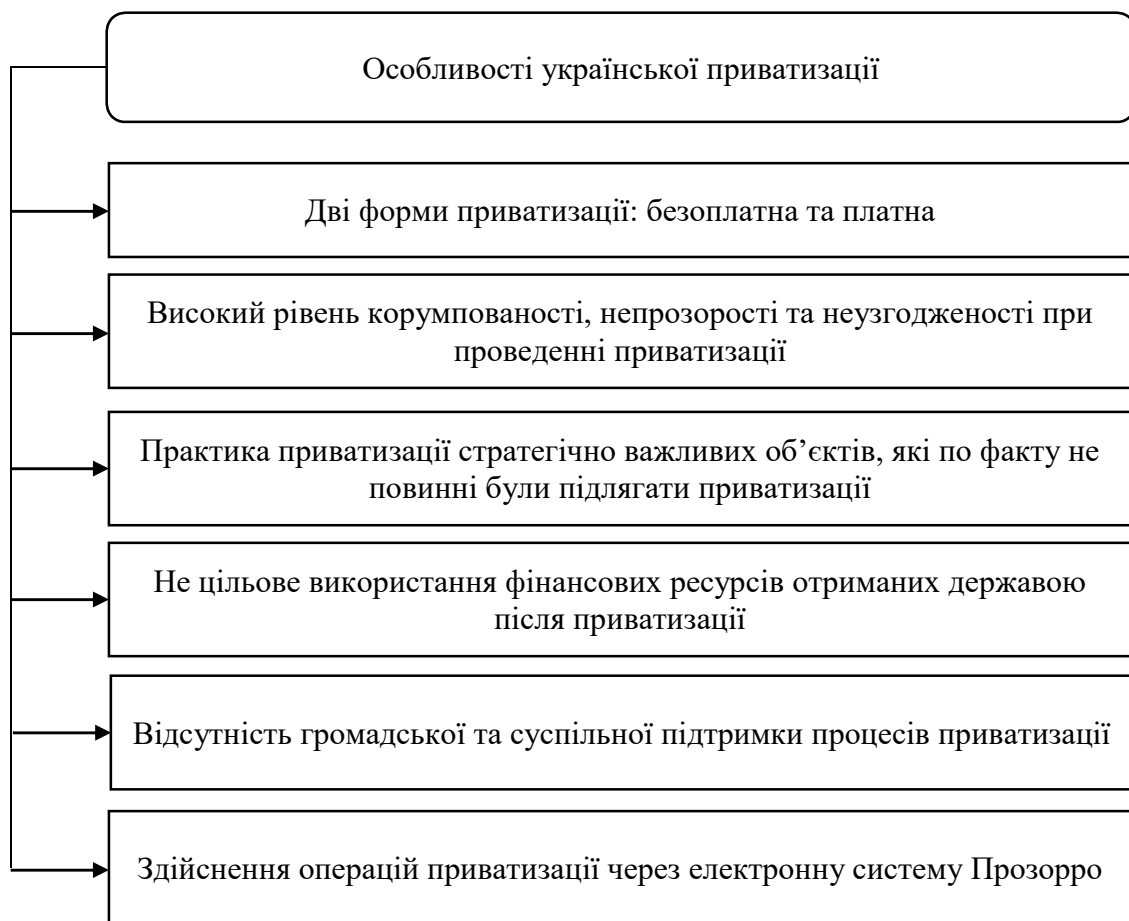 Особливості української приватизації
Дві форми приватизації: безоплатна та платна
Високий рівень корумпованості, непрозорості та неузгодженості при
проведенні приватизації
Практика приватизації стратегічно важливих об’єктів, які по факту не
повинні були підлягати приватизації
Не цільове використання фінансових ресурсів отриманих державою
після приватизації
Відсутність громадської та суспільної підтримки процесів приватизації
Здійснення операцій приватизації через електронну систему Прозорро